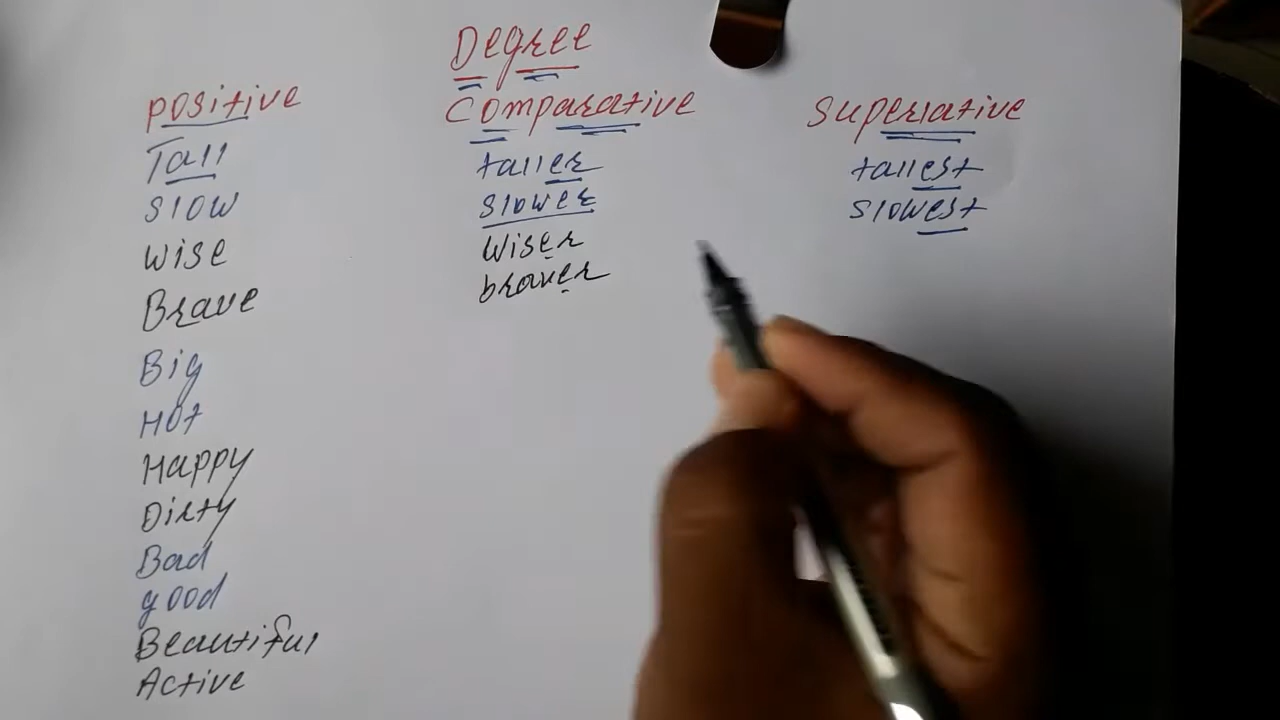 Degree
Positive Comparative Superlative
Tall taller tallest
Slow Slower Slowest
Wise Wiser
Brave braver
Big
Hot
Happy
Dirty
Bad
good
Beautiful
Active